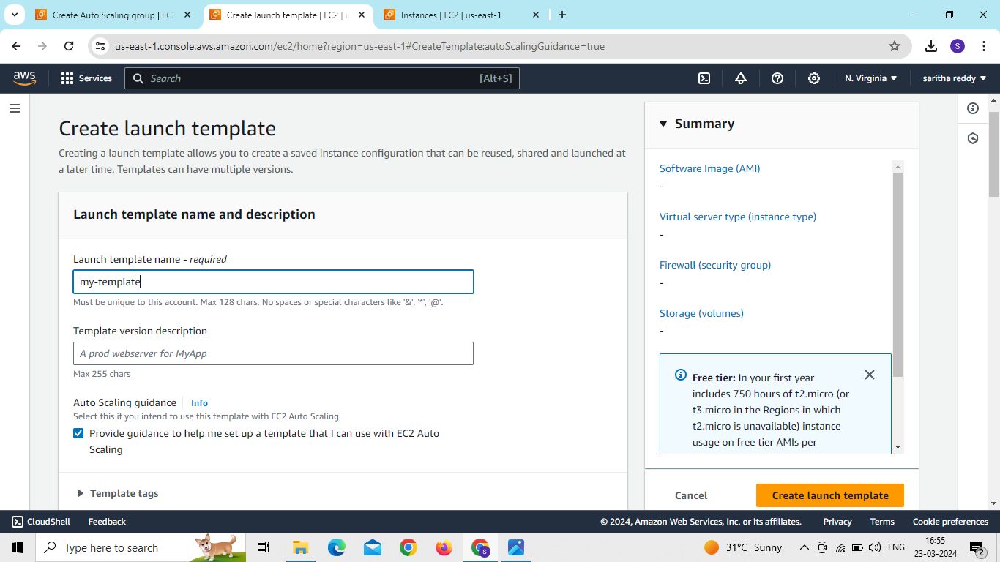 Create Auto Scaling group | EC2
Create launch template | EC2 | u
Instances | EC2 | us-east-1
us-east-1.console.aws.amazon.com/ec2/home?region=us-east-1#CreateTemplate:autoScalingGuidance=true
S
aws
Services
Search
[Alt+S]
N. Virginia
saritha reddy
Create launch template
Creating a launch template allows you to create a saved instance configuration that can be reused, shared and launched at
a later time. Templates can have multiple versions.
Launch template name and description
Launch template name - required
my-template
Must be unique to this account. Max 128 chars. No spaces or special characters like '&', '*', '@'.
Template version description
A prod webserver for MyApp
Max 255 chars
Auto Scaling guidance
Info
Select this if you intend to use this template with EC2 Auto Scaling
Provide guidance to help me set up a template that I can use with EC2 Auto
Scaling
Template tags
Summary
Software Image (AMI)
-
Virtual server type (instance type)
-
Firewall (security group)
-
Storage (volumes)
-
Free tier: In your first year
includes 750 hours of t2.micro (or
t3.micro in the Regions in which
t2.micro is unavailable) instance
usage on free tier AMIs per
Cancel
Create launch template
CloudShell
Feedback
© 2024, Amazon Web Services, Inc. or its affiliates.
Privacy
Terms
Cookie preferences
Type here to search
S
31°C Sunny
ENG
16:55
23-03-2024
2